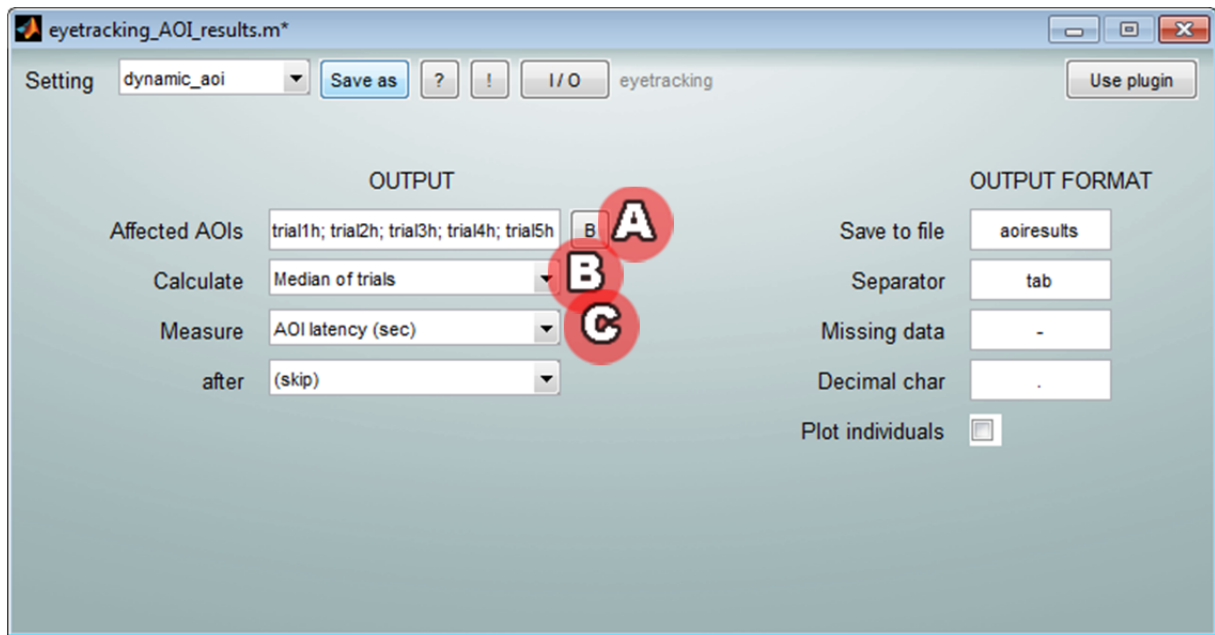 eyetracking_AOI_results.m*
Setting dynamic_aoi Save as ? ! I / O eyetracking Use plugin
OUTPUT OUTPUT FORMAT
Affected AOIs trial1h; trial2h; trial3h; trial4h; trial5h B A Save to file aoiresults
Calculate Median of trials B Separator tab
Measure AOI latency (sec) C Missing data -
after (skip) Decimal char .
Plot individuals